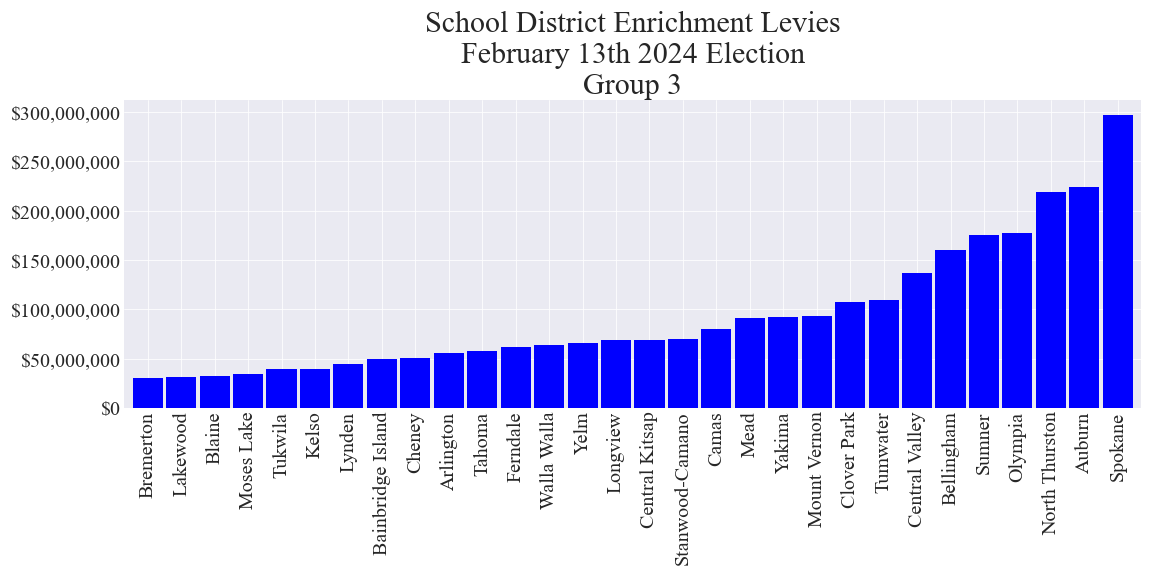 School District Enrichment Levies
February 13th 2024 Election
Group 3
$300,000,000
$250,000,000
$200,000,000
$150,000,000
$100,000,000
$50,000,000
$0
Bremerton
Lakewood
Blaine
Moses Lake
Tukwila
Kelso
Lynden
Bainbridge Island
Cheney
Arlington
Tahoma
Ferndale
Walla Walla
Yelm
Longview
Central Kitsap
Stanwood-Camano
Camas
Mead
Yakima
Mount Vernon
Clover Park
Tumwater
Central Valley
Bellingham
Sumner
Olympia
North Thurston
Auburn
Spokane